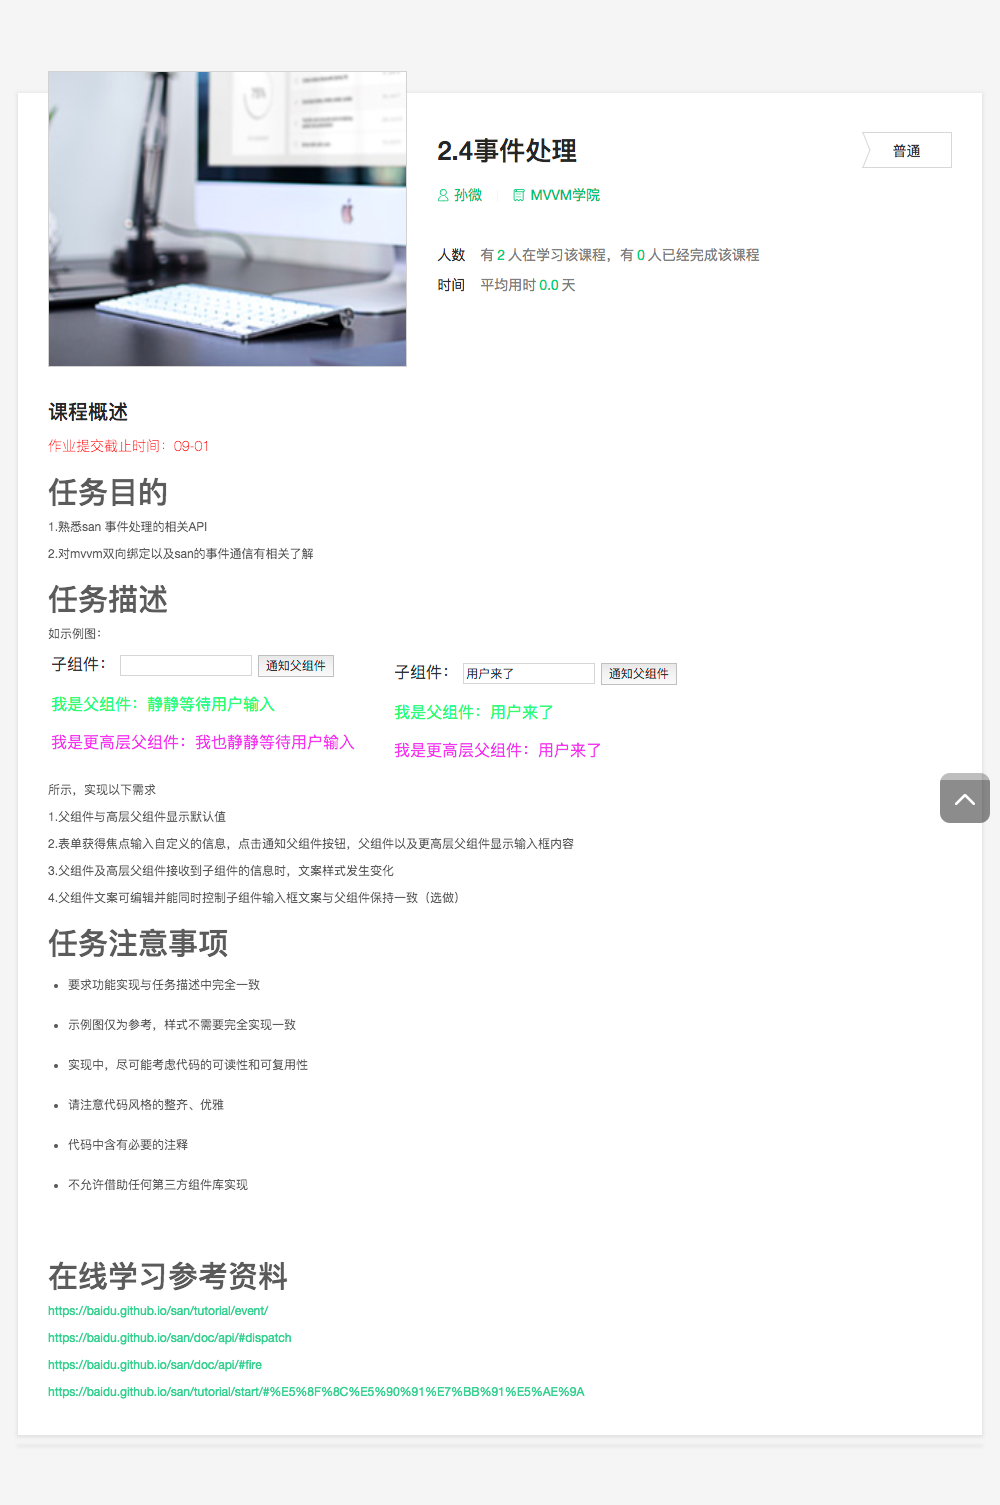 2.4事件处理
普通
孙微 MVVM学院
人数 有 2 人在学习该课程，有 0 人已经完成该课程
时间 平均用时 0.0 天
课程概述
作业提交截止时间：09-01
任务目的
1.熟悉san 事件处理的相关API
2.对mvvm双向绑定以及san的事件通信有相关了解
任务描述
如示例图：
子组件： 通知父组件
我是父组件：静静等待用户输入
我是更高层父组件：我也静静等待用户输入
子组件： 用户来了 通知父组件
我是父组件：用户来了
我是更高层父组件：用户来了
所示，实现以下需求
1.父组件与高层父组件显示默认值
2.表单获得焦点输入自定义的信息，点击通知父组件按钮，父组件以及更高层父组件显示输入框内容
3.父组件及高层父组件接收到子组件的信息时，文案样式发生变化
4.父组件文案可编辑并能同时控制子组件输入框文案与父组件保持一致（选做）
任务注意事项
• 要求功能实现与任务描述中完全一致
• 示例图仅为参考，样式不需要完全实现一致
• 实现中，尽可能考虑代码的可读性和可复用性
• 请注意代码风格的整齐、优雅
• 代码中含有必要的注释
• 不允许借助任何第三方组件库实现
在线学习参考资料
https://baidu.github.io/san/tutorial/event/
https://baidu.github.io/san/doc/api/#dispatch
https://baidu.github.io/san/doc/api/#fire
https://baidu.github.io/san/tutorial/start/#%E5%8F%8C%E5%90%91%E7%BB%91%E5%AE%9A